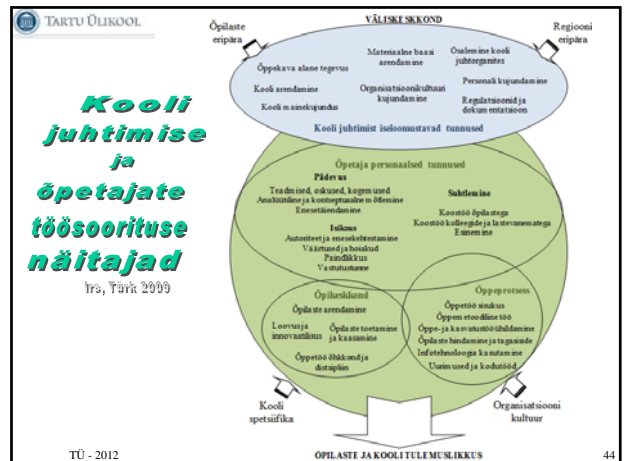 TARTU ÜLIKOOL
Kooli
juhtimise
ja
õpetajate
töösoorituse
näitajad
Irs, Türk 2009
VÄLISKESKKOND
Õpilaste
eripära
Regiooni
eripära
Materiaalne baasi
arendamine
Osalemine kooli
juhtorganites
Õppekava alane tegevus
Personali kujundamine
Kooli arendamine
Organisatsioonikultuuri
kujundamine
Kooli mainekujundus
Regulatsioonid ja
dokumentatsioon
Kooli juhtimist iseloomustavad tunnused
Õpetaja personaalsed tunnused
Pädevus
Teadmised, oskused, kogemused
Analüütiline ja kontseptuaalne mõtlemine
Enesetäiendamine
Isiksus
Autoriteet ja enesekehtestamine
Väärtused ja hoiakud
Paindlikkus
Vastutustunne
Suhtlemine
Koostöö õpilastega
Koostöö kolleegide ja lastevanematega
Esinemine
Õpikeskkond
Õpilaste arendamine
Loovus ja
innovaatilisus
Õpilaste toetamine
ja kaasamine
Õppetöö õhkkond ja
distsipliin
Õppeprotsess
Õppetöö sisukus
Õppemetoodiline töö
Õppe- ja kasvatustöö ühildamine
Õpilaste hindamine ja tagasiside
Infotehnoloogia kasutamine
Uurimused ja kodutööd
Kooli
spetsiifika
Organisatsiooni
kultuur
ÕPILASTE JA KOOLI TULEMUSLIKKUS
TÜ - 2012
44